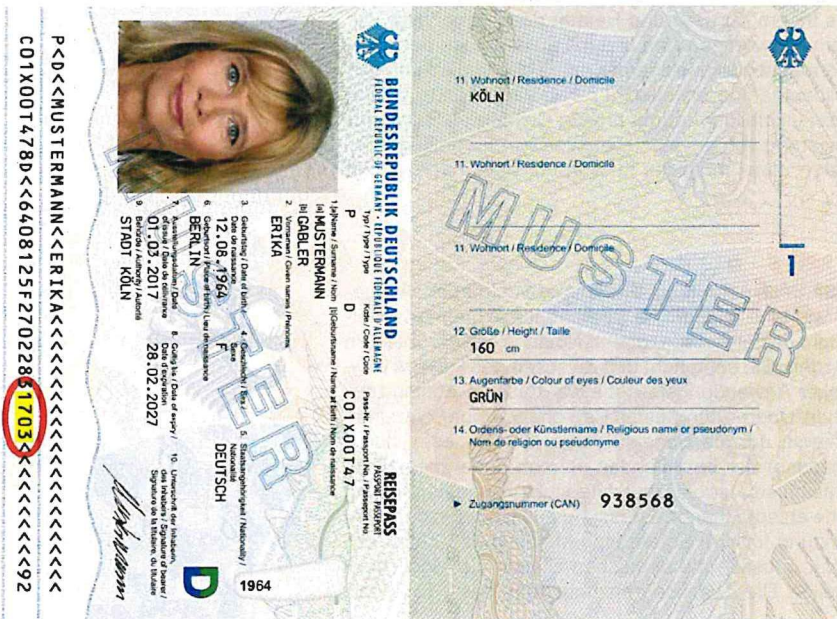 11. Wohnort / Residence / Domicile
KÖLN
11. Wohnort / Residence / Domicile
11. Wohnort / Residence / Domicile
12. Größe / Height / Taille
160 cm
13. Augenfarbe / Colour of eyes / Couleur des yeux
GRÜN
14. Ordens- oder Künstlername / Religious name or pseudonym /
Nom de religion ou pseudonyme
► Zugangsnummer (CAN) 938568
1
MUSTER
BUNDESREPUBLIK DEUTSCHLAND
FEDERAL REPUBLIC OF GERMANY · RÉPUBLIQUE FÉDÉRALE D'ALLEMAGNE
REISEPASS
PASSPORT PASSEPORT
Typ / Type / Type Kode / Code / Code Pass-Nr. / Passport No. / Passeport No.
P D C01X00T47
1.[a]Name / Surname / Nom [b]Geburtsname / Name at birth / Nom de naissance
[a] MUSTERMANN
[b] GABLER
2. Vornamen / Given names / Prénoms
ERIKA
3. Geburtstag / Date of birth / Date de naissance 4. Geschlecht / Sex / Sexe 5. Staatsangehörigkeit / Nationality / Nationalité
12.08.1964 F DEUTSCH
6. Geburtsort / Place of birth / Lieu de naissance
BERLIN
7. Ausstellungsdatum / Date of issue / Date de délivrance 8. Gültig bis / Date of expiry / Date d'expiration
01.03.2017 28.02.2027
9. Behörde / Authority / Autorité
STADT KÖLN
10. Unterschrift der Inhaberin, des Inhabers / Signature of bearer / Signature de la titulaire, du titulaire
D
1964
MUSTER
P<D<<MUSTERMANN<<ERIKA<<<<<<<<<<<<<<<<<<<<<<
C01X00T478D<<6408125F27022831703<<<<<<<<<<92